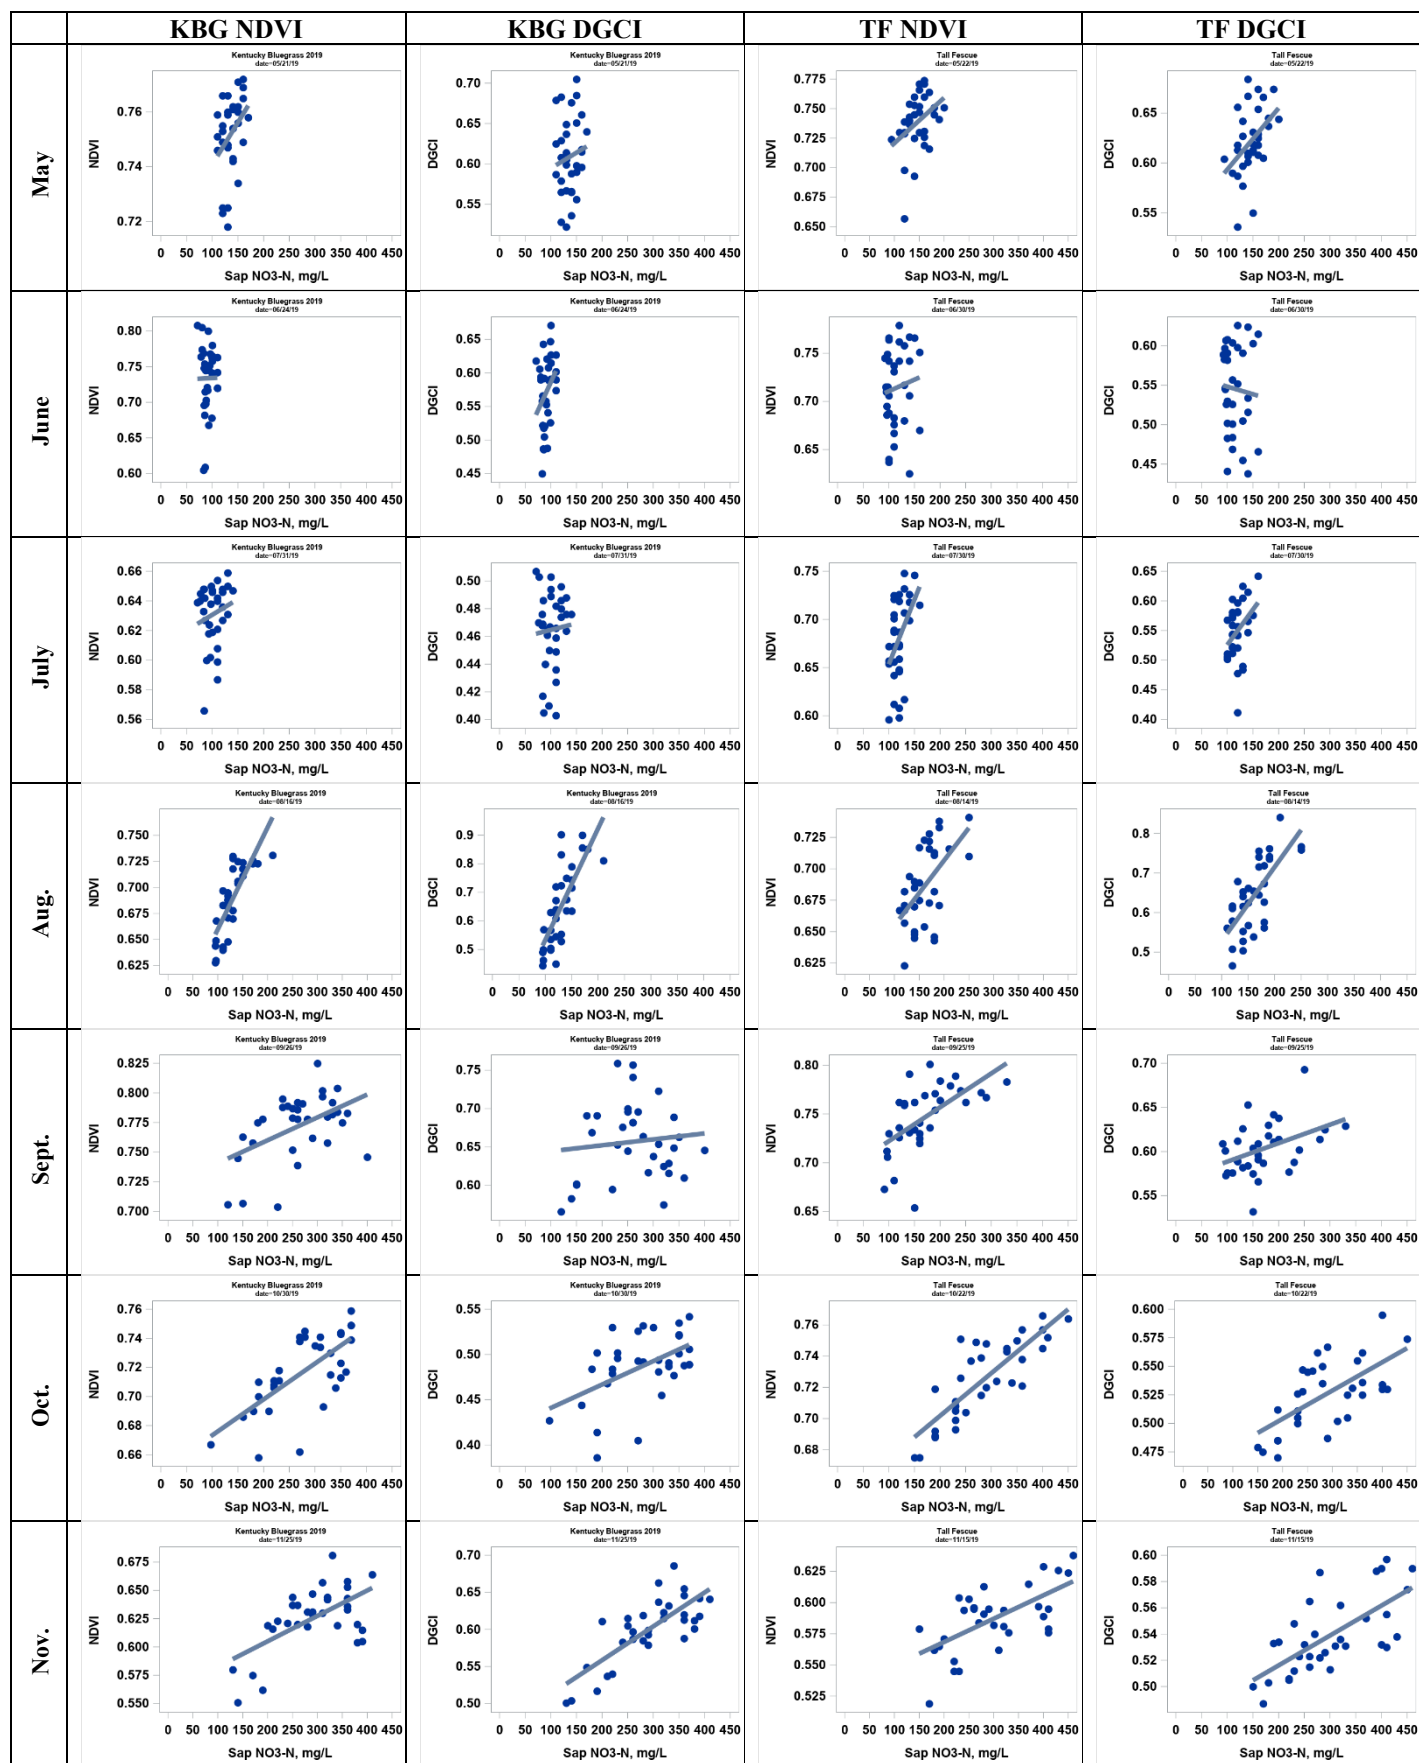 KBG NDVI KBG DGCI TF NDVI TF DGCI
May
Kentucky Bluegrass 2019
date=05/21/19
NDVI
0.76
0.74
0.72
0 50 100 150 200 250 300 350 400 450
Sap NO3-N, mg/L
Kentucky Bluegrass 2019
date=05/21/19
DGCI
0.70
0.65
0.60
0.55
0 50 100 150 200 250 300 350 400 450
Sap NO3-N, mg/L
Tall Fescue
date=05/22/19
NDVI
0.775
0.750
0.725
0.700
0.675
0.650
0 50 100 150 200 250 300 350 400 450
Sap NO3-N, mg/L
Tall Fescue
date=05/22/19
DGCI
0.65
0.60
0.55
0 50 100 150 200 250 300 350 400 450
Sap NO3-N, mg/L
June
Kentucky Bluegrass 2019
date=06/24/19
NDVI
0.80
0.75
0.70
0.65
0.60
0 50 100 150 200 250 300 350 400 450
Sap NO3-N, mg/L
Kentucky Bluegrass 2019
date=06/24/19
DGCI
0.65
0.60
0.55
0.50
0.45
0 50 100 150 200 250 300 350 400 450
Sap NO3-N, mg/L
Tall Fescue
date=06/30/19
NDVI
0.75
0.70
0.65
0 50 100 150 200 250 300 350 400 450
Sap NO3-N, mg/L
Tall Fescue
date=06/30/19
DGCI
0.60
0.55
0.50
0.45
0 50 100 150 200 250 300 350 400 450
Sap NO3-N, mg/L
July
Kentucky Bluegrass 2019
date=07/31/19
NDVI
0.66
0.64
0.62
0.60
0.58
0.56
0 50 100 150 200 250 300 350 400 450
Sap NO3-N, mg/L
Kentucky Bluegrass 2019
date=07/31/19
DGCI
0.50
0.48
0.46
0.44
0.42
0.40
0 50 100 150 200 250 300 350 400 450
Sap NO3-N, mg/L
Tall Fescue
date=07/30/19
NDVI
0.75
0.70
0.65
0.60
0 50 100 150 200 250 300 350 400 450
Sap NO3-N, mg/L
Tall Fescue
date=07/30/19
DGCI
0.65
0.60
0.55
0.50
0.45
0.40
0 50 100 150 200 250 300 350 400 450
Sap NO3-N, mg/L
Aug.
Kentucky Bluegrass 2019
date=08/16/19
NDVI
0.750
0.725
0.700
0.675
0.650
0.625
0 50 100 150 200 250 300 350 400 450
Sap NO3-N, mg/L
Kentucky Bluegrass 2019
date=08/16/19
DGCI
0.9
0.8
0.7
0.6
0.5
0 50 100 150 200 250 300 350 400 450
Sap NO3-N, mg/L
Tall Fescue
date=08/14/19
NDVI
0.725
0.700
0.675
0.650
0.625
0 50 100 150 200 250 300 350 400 450
Sap NO3-N, mg/L
Tall Fescue
date=08/14/19
DGCI
0.8
0.7
0.6
0.5
0 50 100 150 200 250 300 350 400 450
Sap NO3-N, mg/L
Sept.
Kentucky Bluegrass 2019
date=09/26/19
NDVI
0.825
0.800
0.775
0.750
0.725
0.700
0 50 100 150 200 250 300 350 400 450
Sap NO3-N, mg/L
Kentucky Bluegrass 2019
date=09/26/19
DGCI
0.75
0.70
0.65
0.60
0 50 100 150 200 250 300 350 400 450
Sap NO3-N, mg/L
Tall Fescue
date=09/25/19
NDVI
0.80
0.75
0.70
0.65
0 50 100 150 200 250 300 350 400 450
Sap NO3-N, mg/L
Tall Fescue
date=09/25/19
DGCI
0.70
0.65
0.60
0.55
0 50 100 150 200 250 300 350 400 450
Sap NO3-N, mg/L
Oct.
Kentucky Bluegrass 2019
date=10/30/19
NDVI
0.76
0.74
0.72
0.70
0.68
0.66
0 50 100 150 200 250 300 350 400 450
Sap NO3-N, mg/L
Kentucky Bluegrass 2019
date=10/30/19
DGCI
0.55
0.50
0.45
0.40
0 50 100 150 200 250 300 350 400 450
Sap NO3-N, mg/L
Tall Fescue
date=10/22/19
NDVI
0.76
0.74
0.72
0.70
0.68
0 50 100 150 200 250 300 350 400 450
Sap NO3-N, mg/L
Tall Fescue
date=10/22/19
DGCI
0.600
0.575
0.550
0.525
0.500
0.475
0 50 100 150 200 250 300 350 400 450
Sap NO3-N, mg/L
Nov.
Kentucky Bluegrass 2019
date=11/25/19
NDVI
0.675
0.650
0.625
0.600
0.575
0.550
0 50 100 150 200 250 300 350 400 450
Sap NO3-N, mg/L
Kentucky Bluegrass 2019
date=11/25/19
DGCI
0.70
0.65
0.60
0.55
0.50
0 50 100 150 200 250 300 350 400 450
Sap NO3-N, mg/L
Tall Fescue
date=11/15/19
NDVI
0.625
0.600
0.575
0.550
0.525
0 50 100 150 200 250 300 350 400 450
Sap NO3-N, mg/L
Tall Fescue
date=11/15/19
DGCI
0.60
0.58
0.56
0.54
0.52
0.50
0 50 100 150 200 250 300 350 400 450
Sap NO3-N, mg/L